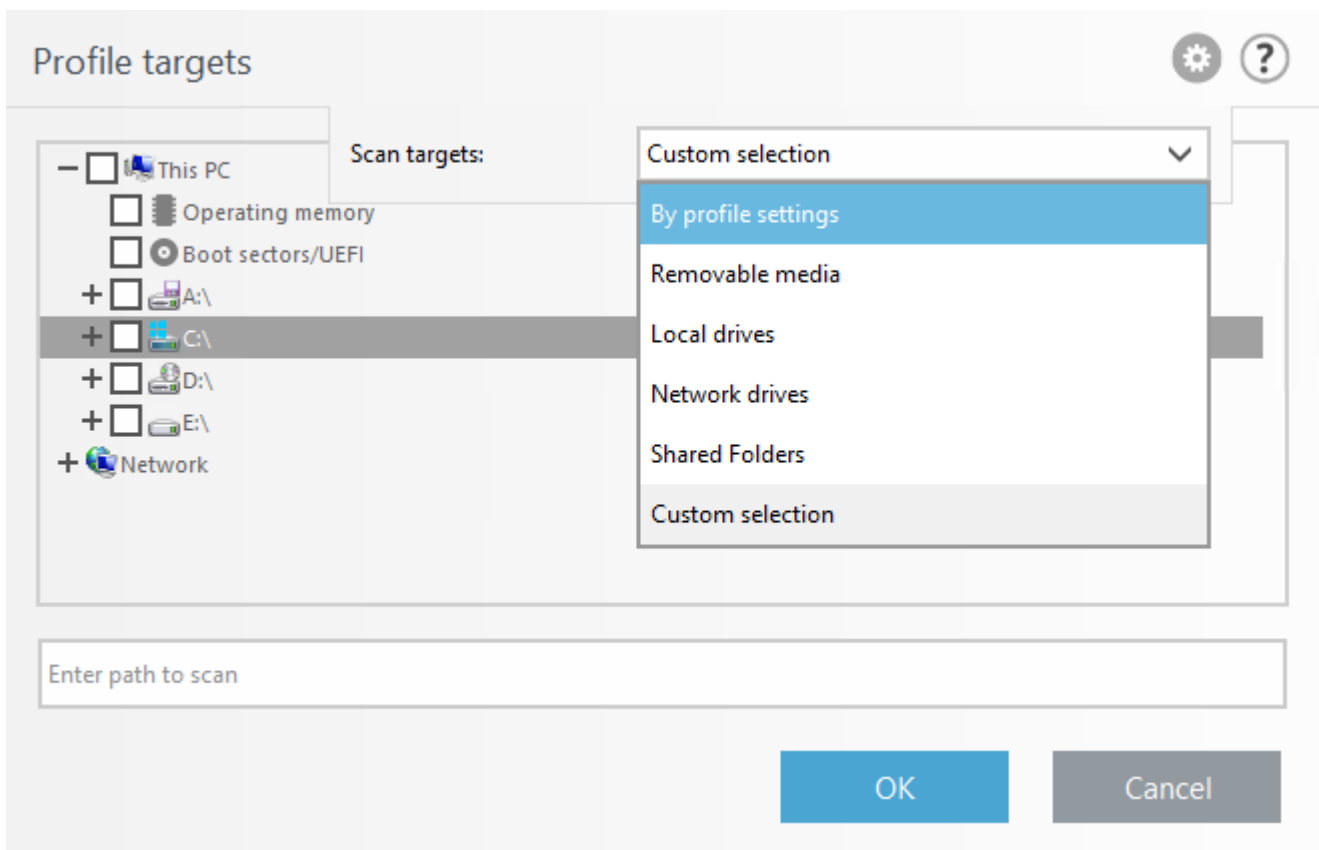 Profile targets
?
Scan targets:
Custom selection
This PC
Operating memory
Boot sectors/UEFI
A:\
C:\
D:\
E:\
Network
By profile settings
Removable media
Local drives
Network drives
Shared Folders
Custom selection
Enter path to scan
OK
Cancel